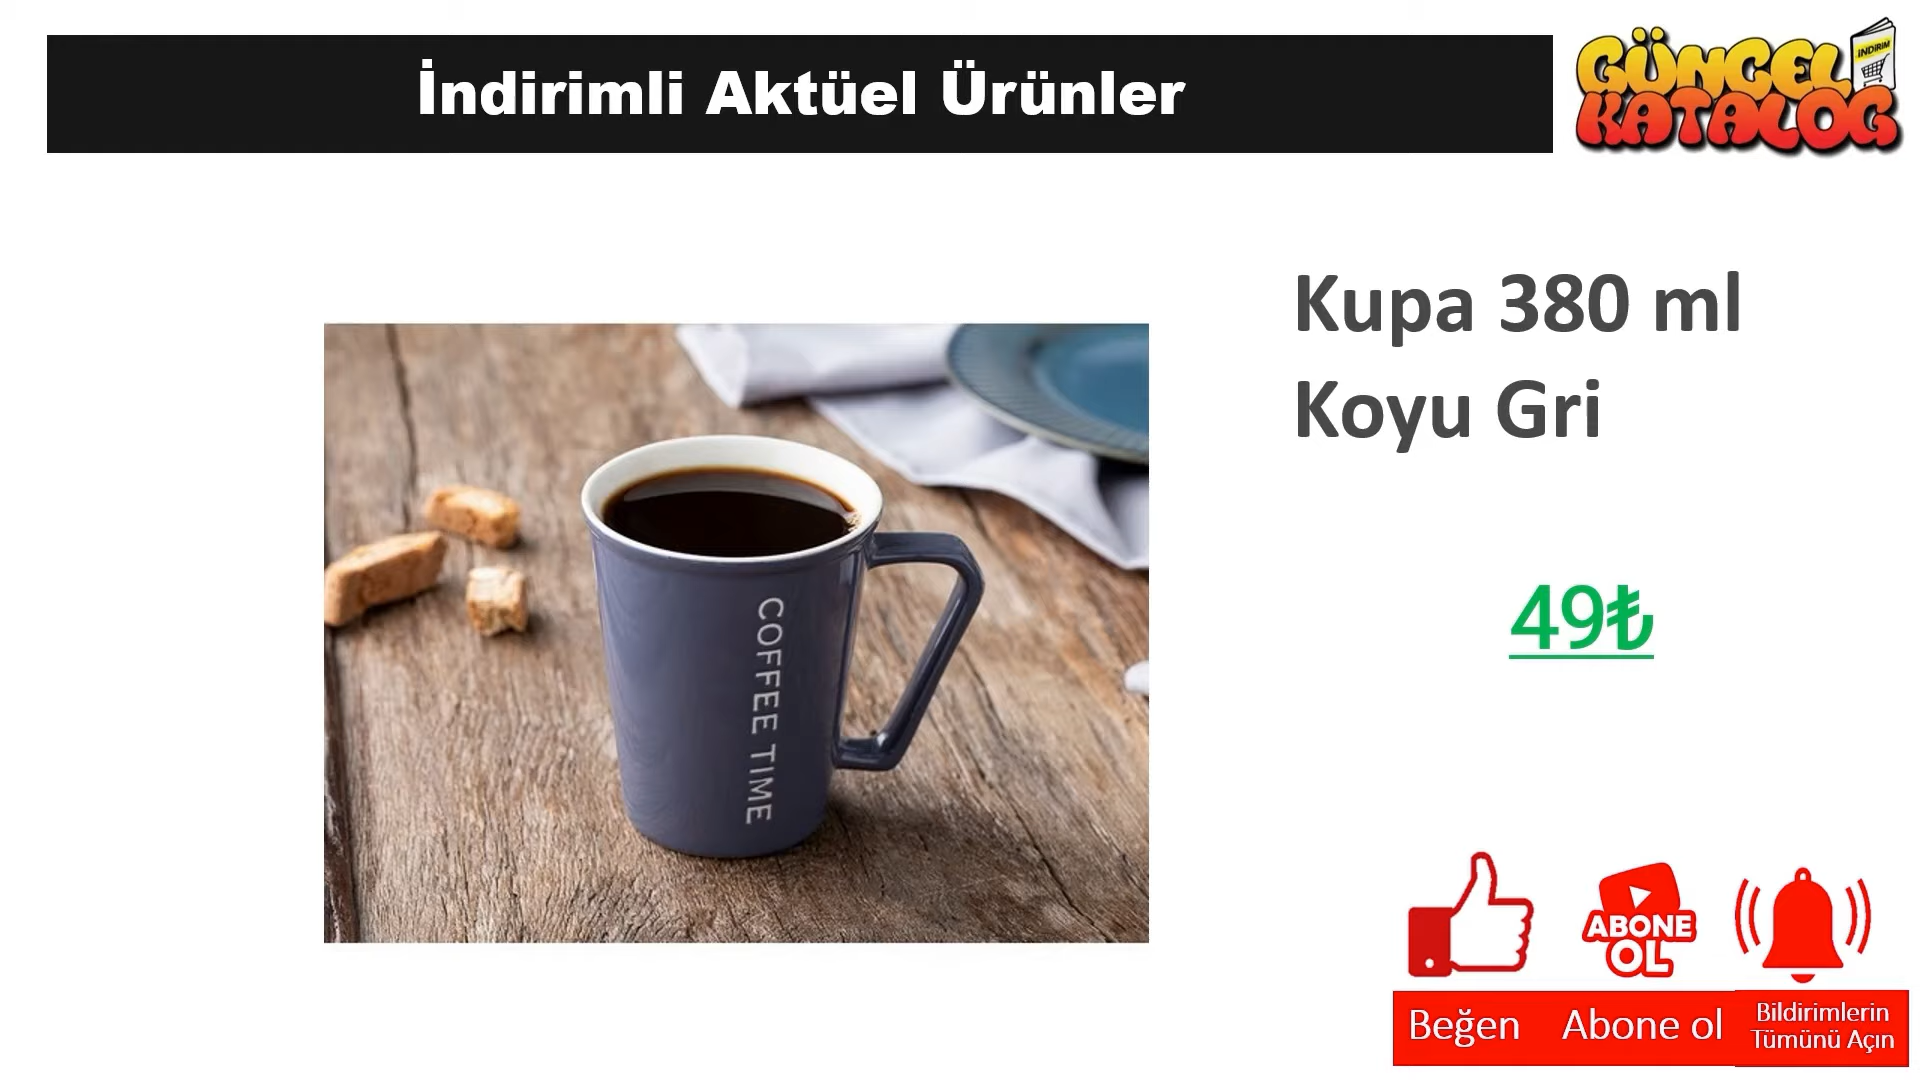 İndirimli Aktüel Ürünler
GÜNCEL
İNDİRİM
KATALOG
Kupa 380 ml
Koyu Gri
49₺
COFFEE TIME
ABONE
OL
Beğen
Abone ol
Bildirimlerin
Tümünü Açın